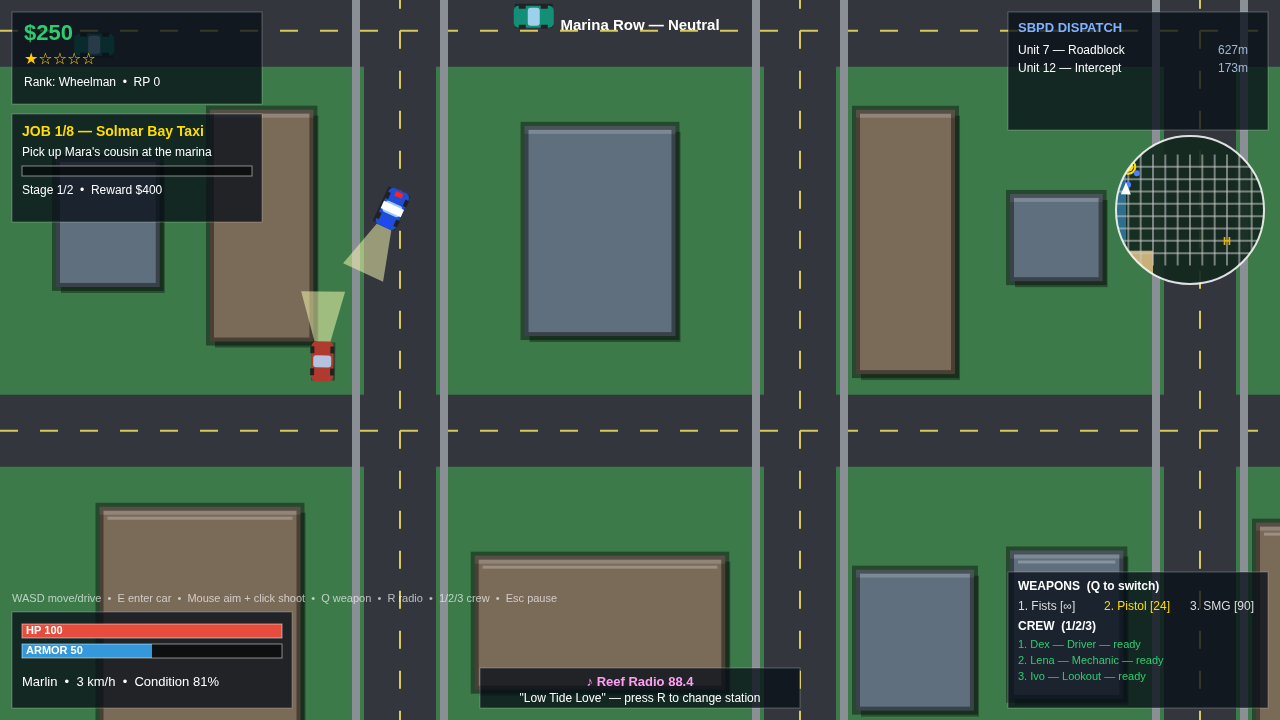 $250
★☆☆☆☆☆
Rank: Wheelman • RP 0
JOB 1/8 — Solmar Bay Taxi
Pick up Mara's cousin at the marina
Stage 1/2 • Reward $400
Marina Row — Neutral
SBPD DISPATCH
Unit 7 — Roadblock 627m
Unit 12 — Intercept 173m
H
WASD move/drive • E enter car • Mouse aim + click shoot • Q weapon • R radio • 1/2/3 crew • Esc pause
HP 100
ARMOR 50
Marlin • 3 km/h • Condition 81%
♪ Reef Radio 88.4
"Low Tide Love" — press R to change station
WEAPONS (Q to switch)
1. Fists [∞] 2. Pistol [24] 3. SMG [90]
CREW (1/2/3)
1. Dex — Driver — ready
2. Lena — Mechanic — ready
3. Ivo — Lookout — ready